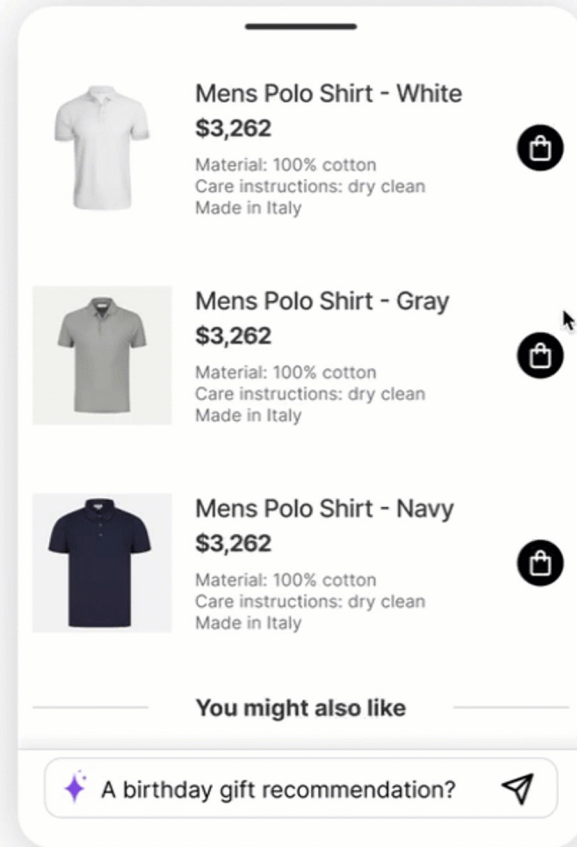 Mens Polo Shirt - White
$3,262
Material: 100% cotton
Care instructions: dry clean
Made in Italy
Mens Polo Shirt - Gray
$3,262
Material: 100% cotton
Care instructions: dry clean
Made in Italy
Mens Polo Shirt - Navy
$3,262
Material: 100% cotton
Care instructions: dry clean
Made in Italy
You might also like
A birthday gift recommendation?